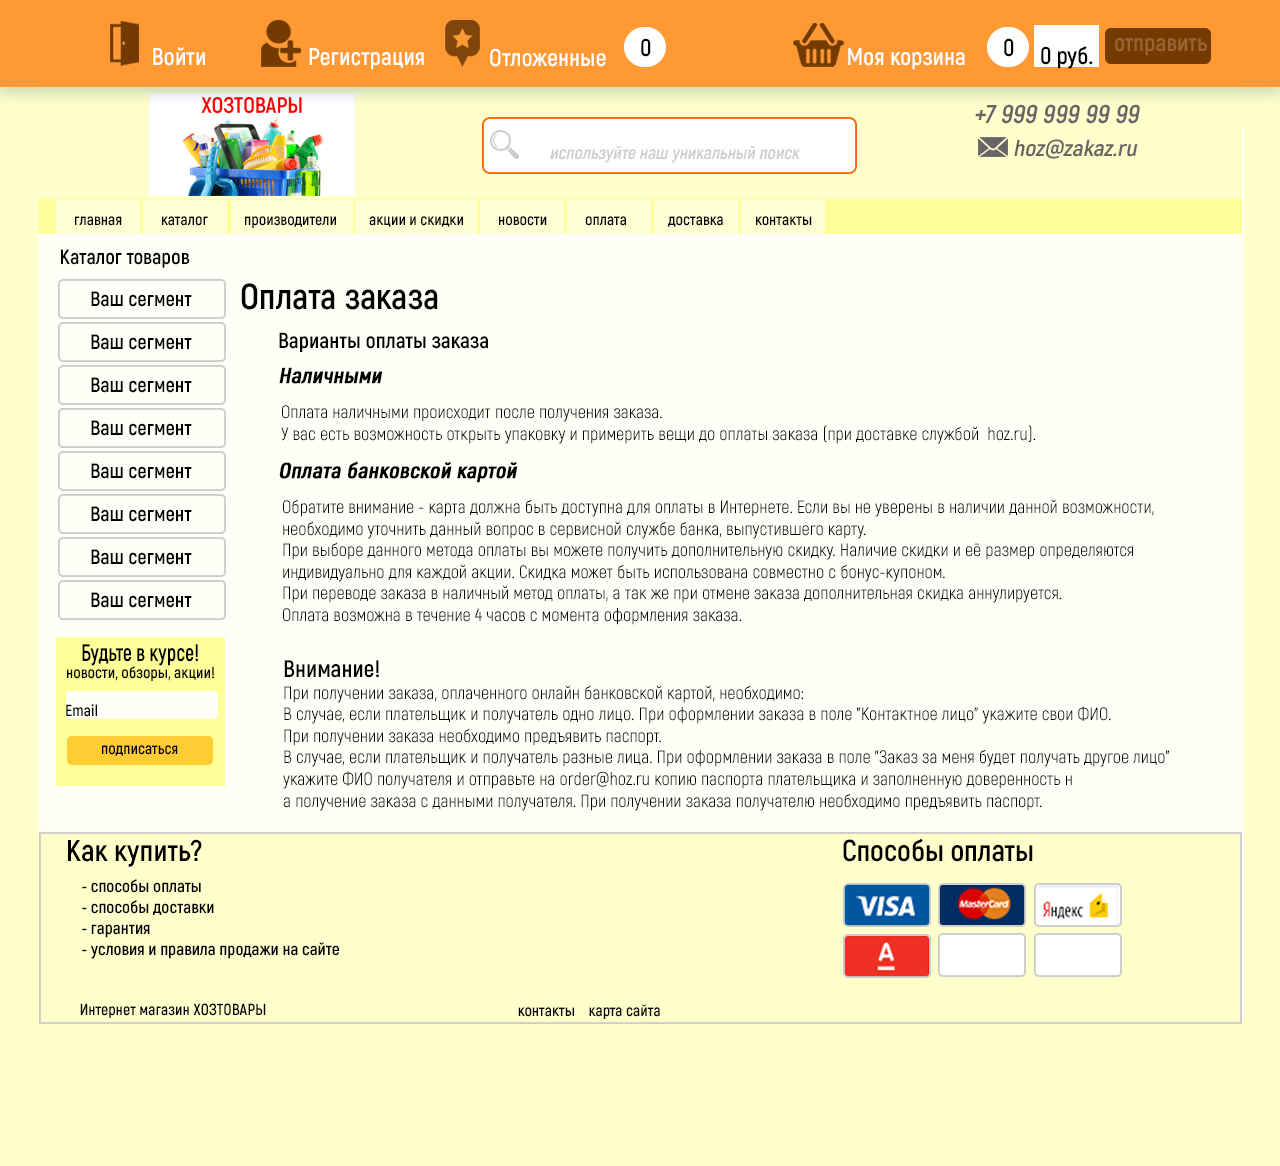 Войти
Регистрация
Отложенные
0
Моя корзина
0
0 руб.
отправить
ХОЗТОВАРЫ
используйте наш уникальный поиск
+7 999 999 99 99
hoz@zakaz.ru
главная
каталог
производители
акции и скидки
новости
оплата
доставка
контакты
Каталог товаров
Ваш сегмент
Ваш сегмент
Ваш сегмент
Ваш сегмент
Ваш сегмент
Ваш сегмент
Ваш сегмент
Ваш сегмент
Будьте в курсе!
новости, обзоры, акции!
Email
подписаться
Оплата заказа
Варианты оплаты заказа
Наличными
Оплата наличными происходит после получения заказа.
У вас есть возможность открыть упаковку и примерить вещи до оплаты заказа (при доставке службой hoz.ru).
Оплата банковской картой
Обратите внимание - карта должна быть доступна для оплаты в Интернете. Если вы не уверены в наличии данной возможности,
необходимо уточнить данный вопрос в сервисной службе банка, выпустившего карту.
При выборе данного метода оплаты вы можете получить дополнительную скидку. Наличие скидки и её размер определяются
индивидуально для каждой акции. Скидка может быть использована совместно с бонус-купоном.
При переводе заказа в наличный метод оплаты, а так же при отмене заказа дополнительная скидка аннулируется.
Оплата возможна в течение 4 часов с момента оформления заказа.
Внимание!
При получении заказа, оплаченного онлайн банковской картой, необходимо:
В случае, если плательщик и получатель одно лицо. При оформлении заказа в поле "Контактное лицо" укажите свои ФИО.
При получении заказа необходимо предъявить паспорт.
В случае, если плательщик и получатель разные лица. При оформлении заказа в поле "Заказ за меня будет получать другое лицо"
укажите ФИО получателя и отправьте на order@hoz.ru копию паспорта плательщика и заполненную доверенность н
а получение заказа с данными получателя. При получении заказа получателю необходимо предъявить паспорт.
Как купить?
- способы оплаты
- способы доставки
- гарантия
- условия и правила продажи на сайте
Способы оплаты
VISA
MasterCard
Яндекс
А
Интернет магазин ХОЗТОВАРЫ
контакты
карта сайта